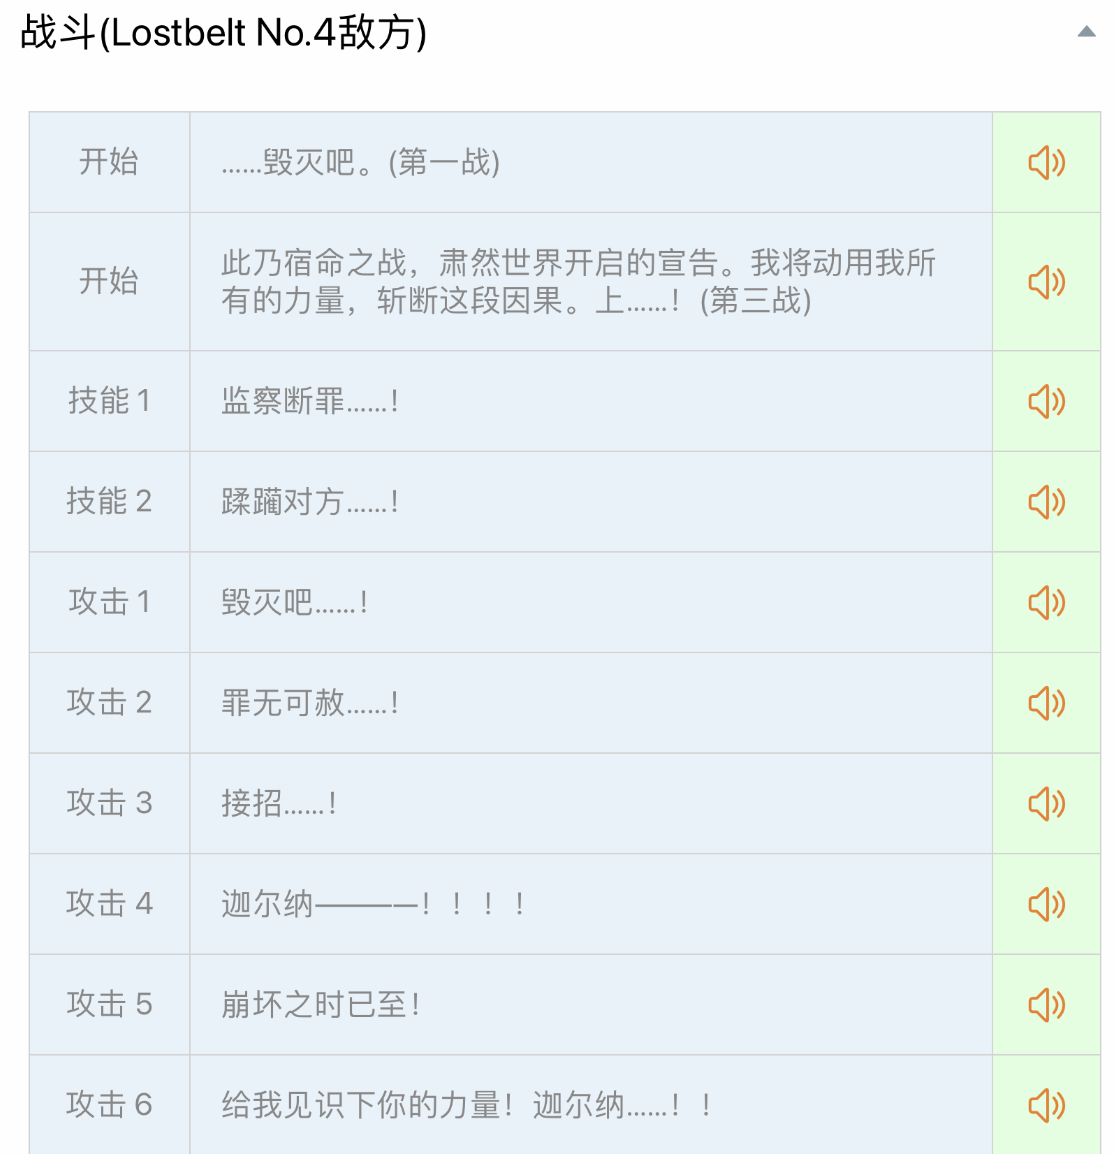 战斗(Lostbelt No.4敌方)
开始
……毁灭吧。(第一战)
开始
此乃宿命之战，肃然世界开启的宣告。我将动用我所
有的力量，斩断这段因果。上……！(第三战)
技能 1
监察断罪……！
技能 2
蹂躏对方……！
攻击 1
毁灭吧……！
攻击 2
罪无可赦……！
攻击 3
接招……！
攻击 4
迦尔纳————！！！！
攻击 5
崩坏之时已至！
攻击 6
给我见识下你的力量！迦尔纳……！！